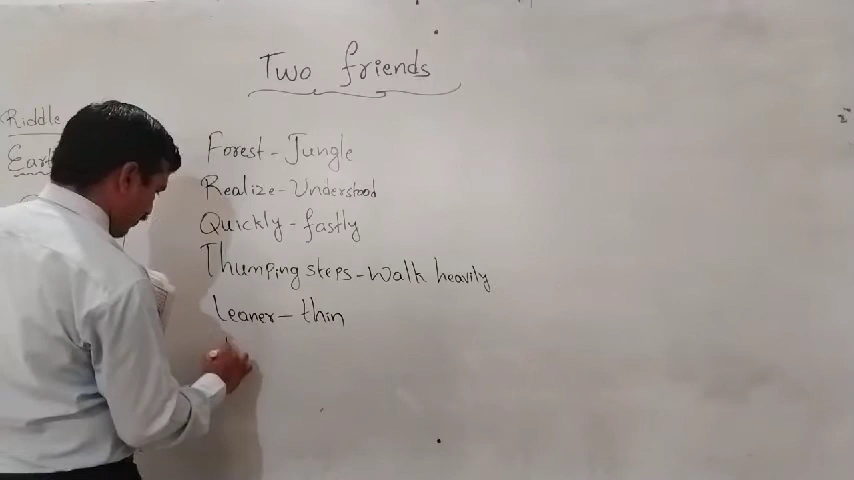 Two friends
Riddle
Forest - Jungle
Realize - Understood
Quickly - fastly
Thumping steps - Walk heavily
Leaner - thin